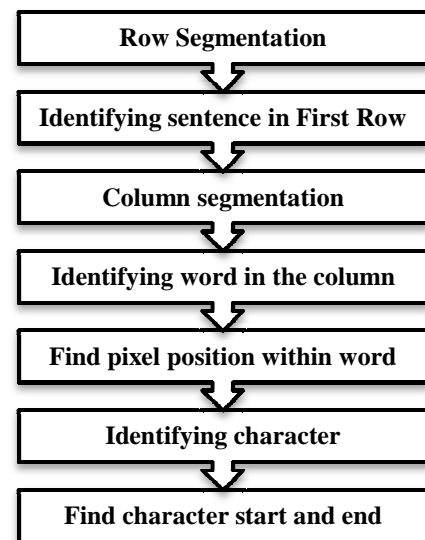 Row Segmentation
Identifying sentence in First Row
Column segmentation
Identifying word in the column
Find pixel position within word
Identifying character
Find character start and end